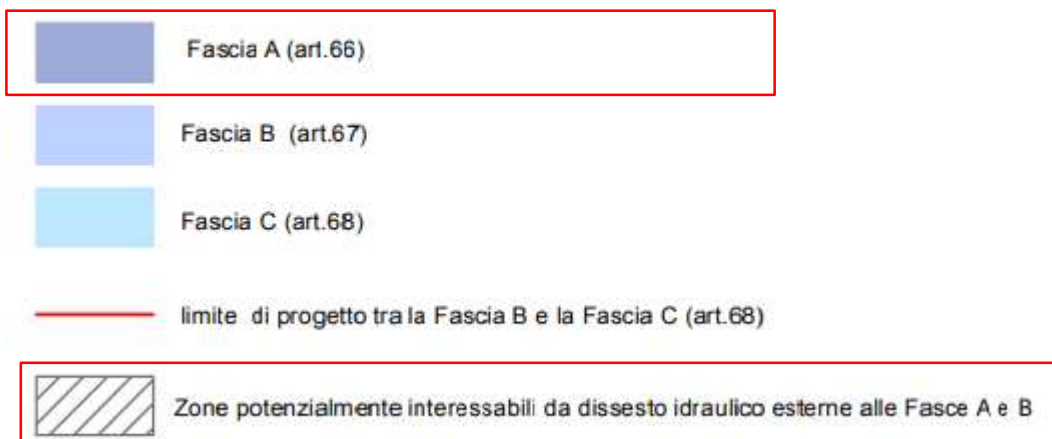 Fascia A (art.66)
Fascia B (art.67)
Fascia C (art.68)
limite di progetto tra la Fascia B e la Fascia C (art.68)
Zone potenzialmente interessabili da dissesto idraulico esterne alle Fasce A e B